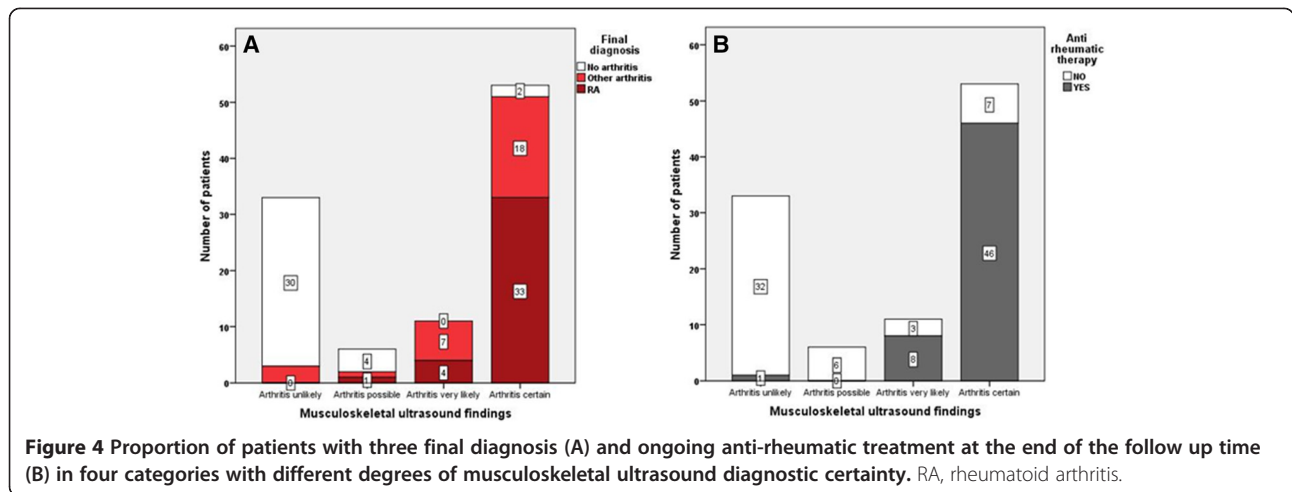 A
Final
diagnosis
No arthritis
Other arthritis
RA
Number of patients
60
50
40
30
20
10
0
30
0
4
1
0
7
4
2
18
33
Arthritis unlikely
Arthritis possible
Arthritis very likely
Arthritis certain
Musculoskeletal ultrasound findings
B
Anti
rheumatic
therapy
NO
YES
Number of patients
60
50
40
30
20
10
0
32
1
6
0
3
8
7
46
Arthritis unlikely
Arthritis possible
Arthritis very likely
Arthritis certain
Musculoskeletal ultrasound findings
Figure 4 Proportion of patients with three final diagnosis (A) and ongoing anti-rheumatic treatment at the end of the follow up time
(B) in four categories with different degrees of musculoskeletal ultrasound diagnostic certainty. RA, rheumatoid arthritis.